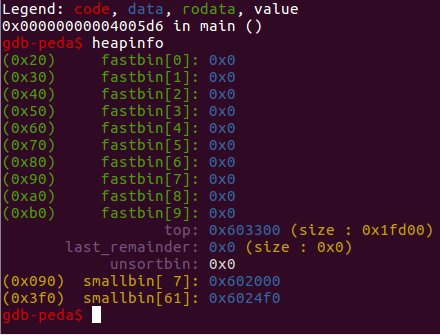 Legend: code, data, rodata, value
0x00000000004005d6 in main ()
gdb-peda$ heapinfo
(0x20)     fastbin[0]: 0x0
(0x30)     fastbin[1]: 0x0
(0x40)     fastbin[2]: 0x0
(0x50)     fastbin[3]: 0x0
(0x60)     fastbin[4]: 0x0
(0x70)     fastbin[5]: 0x0
(0x80)     fastbin[6]: 0x0
(0x90)     fastbin[7]: 0x0
(0xa0)     fastbin[8]: 0x0
(0xb0)     fastbin[9]: 0x0
top: 0x603300 (size : 0x1fd00)
last_remainder: 0x0 (size : 0x0)
unsortbin: 0x0
(0x090)  smallbin[ 7]: 0x602000
(0x3f0)  smallbin[61]: 0x6024f0
gdb-peda$